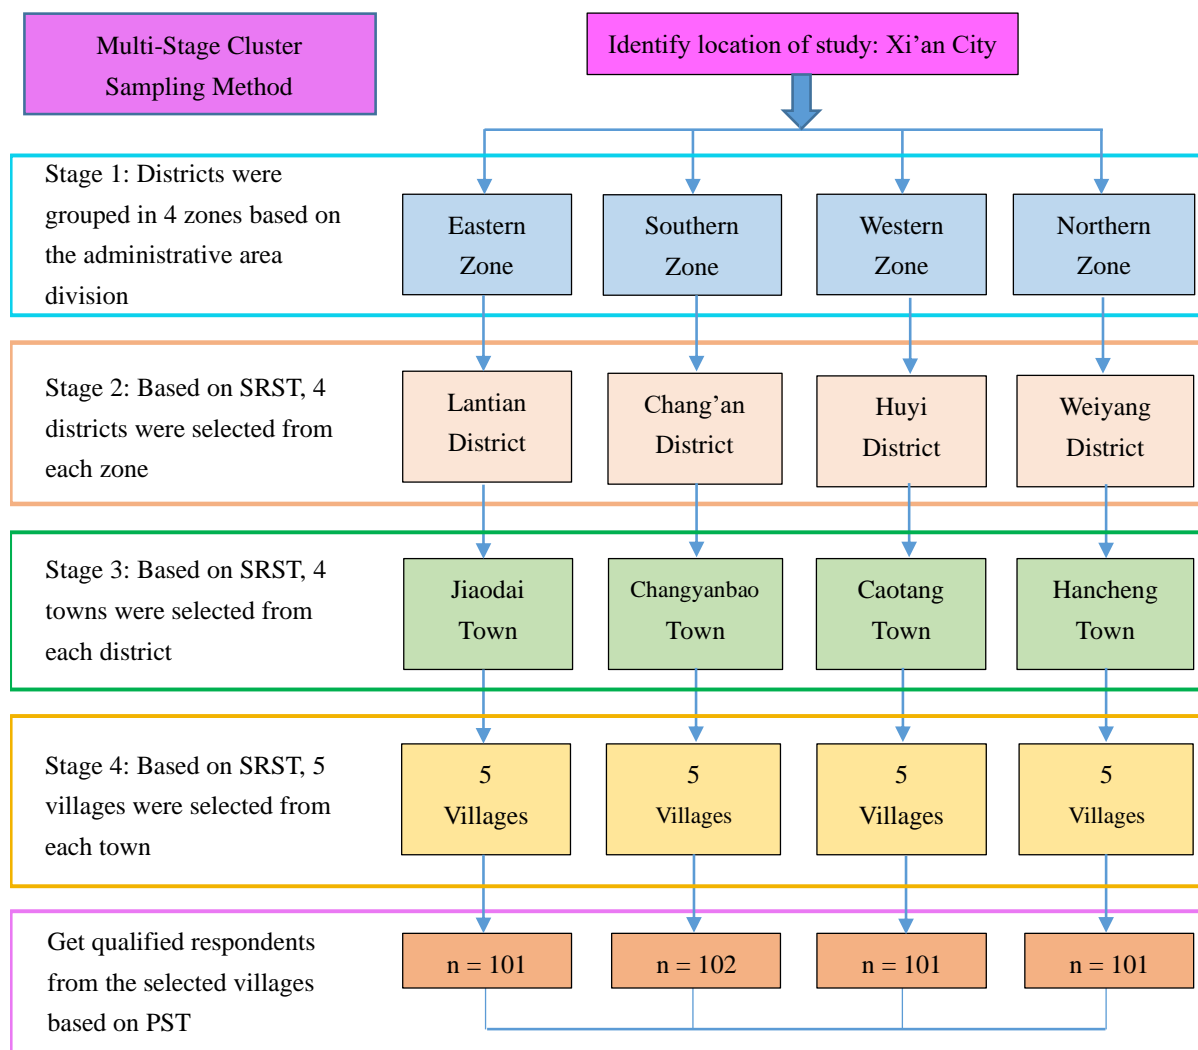 Multi-Stage Cluster
Sampling Method
Identify location of study: Xi’an City
Stage 1: Districts were
grouped in 4 zones based on
the administrative area
division
Eastern
Zone
Southern
Zone
Western
Zone
Northern
Zone
Stage 2: Based on SRST, 4
districts were selected from
each zone
Lantian
District
Chang’an
District
Huyi
District
Weiyang
District
Stage 3: Based on SRST, 4
towns were selected from
each district
Jiaodai
Town
Changyanbao
Town
Caotang
Town
Hancheng
Town
Stage 4: Based on SRST, 5
villages were selected from
each town
5
Villages
5
Villages
5
Villages
5
Villages
Get qualified respondents
from the selected villages
based on PST
n = 101
n = 102
n = 101
n = 101